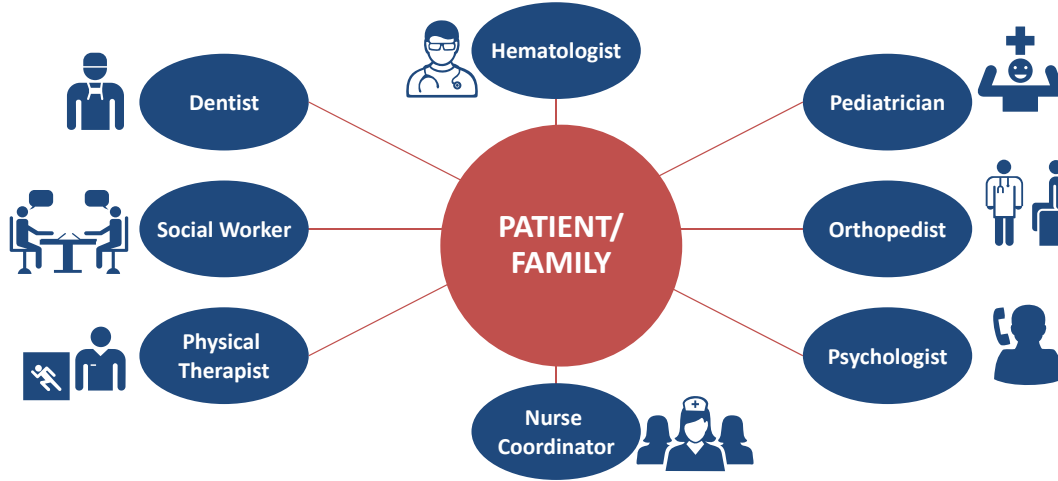 Hematologist
Dentist
Pediatrician
Social Worker
PATIENT/
FAMILY
Orthopedist
Physical
Therapist
Psychologist
Nurse
Coordinator